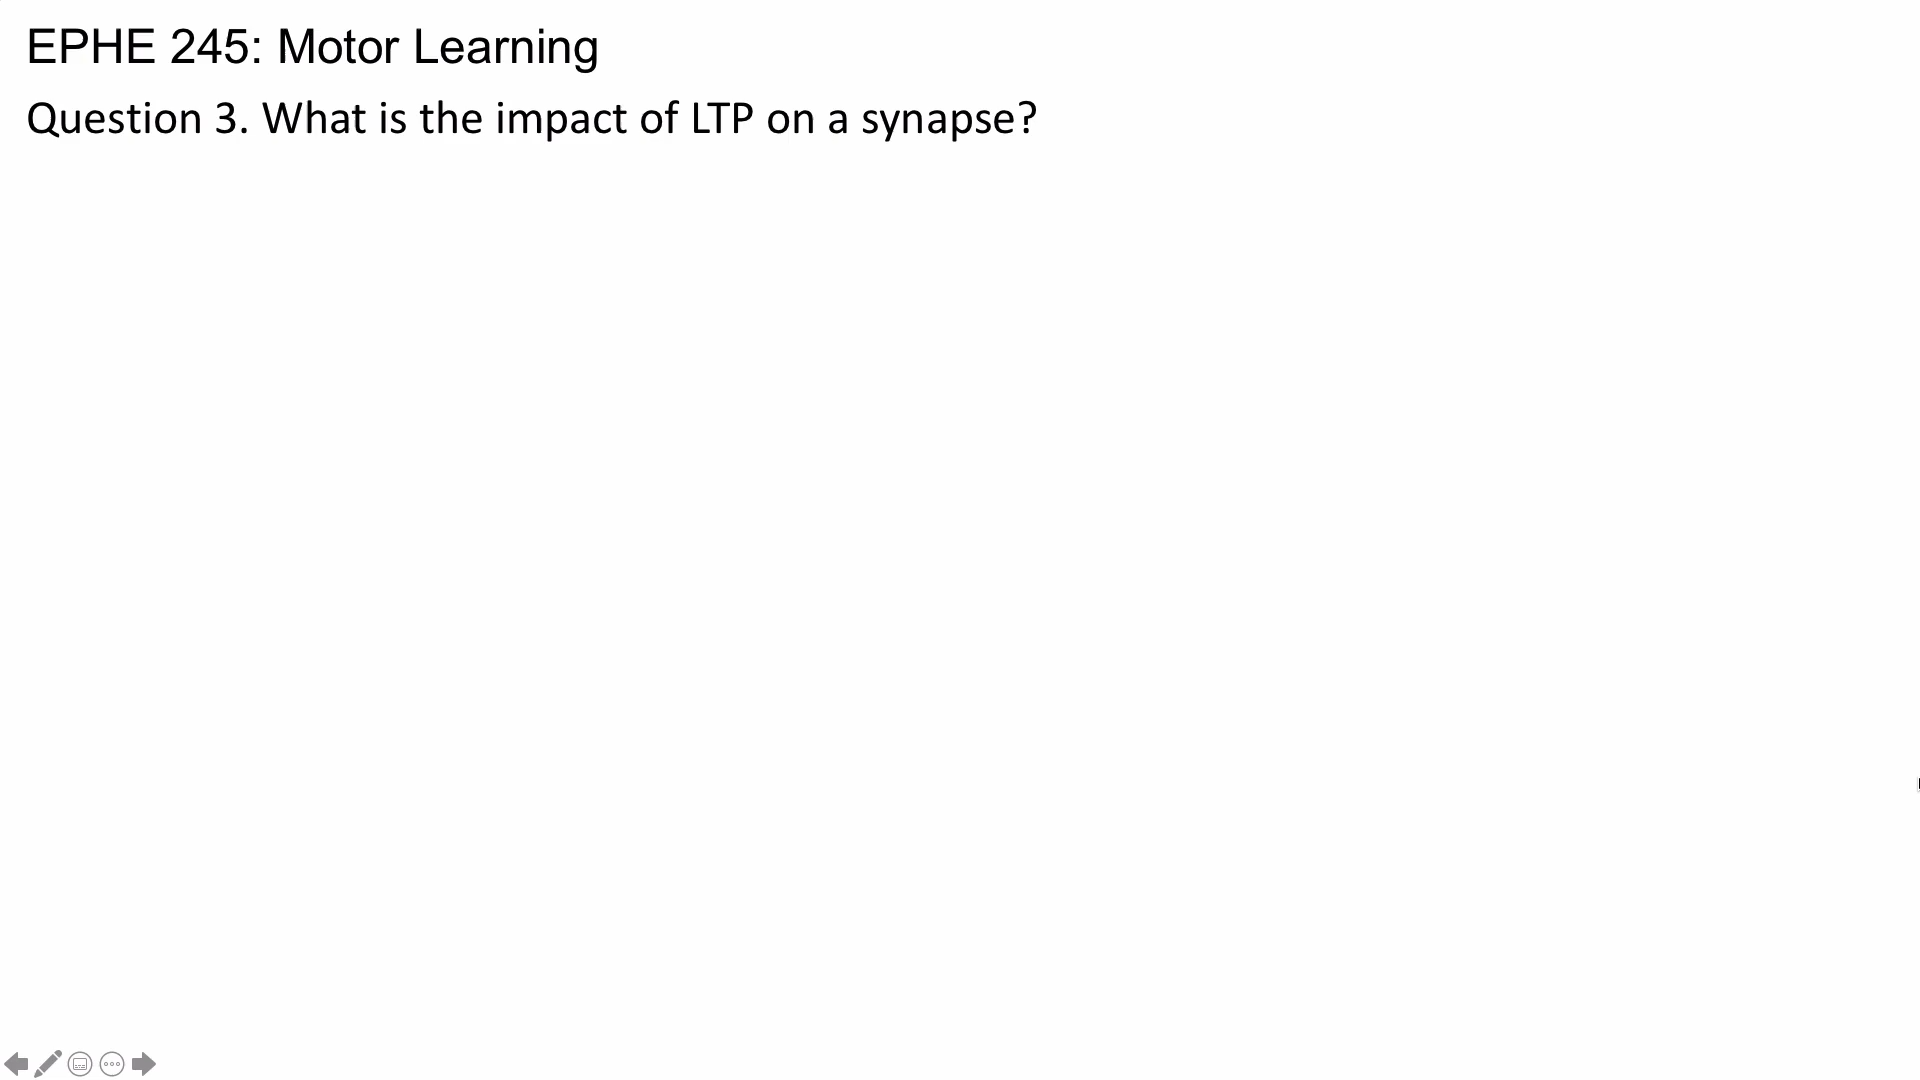 EPHE 245: Motor Learning
Question 3. What is the impact of LTP on a synapse?